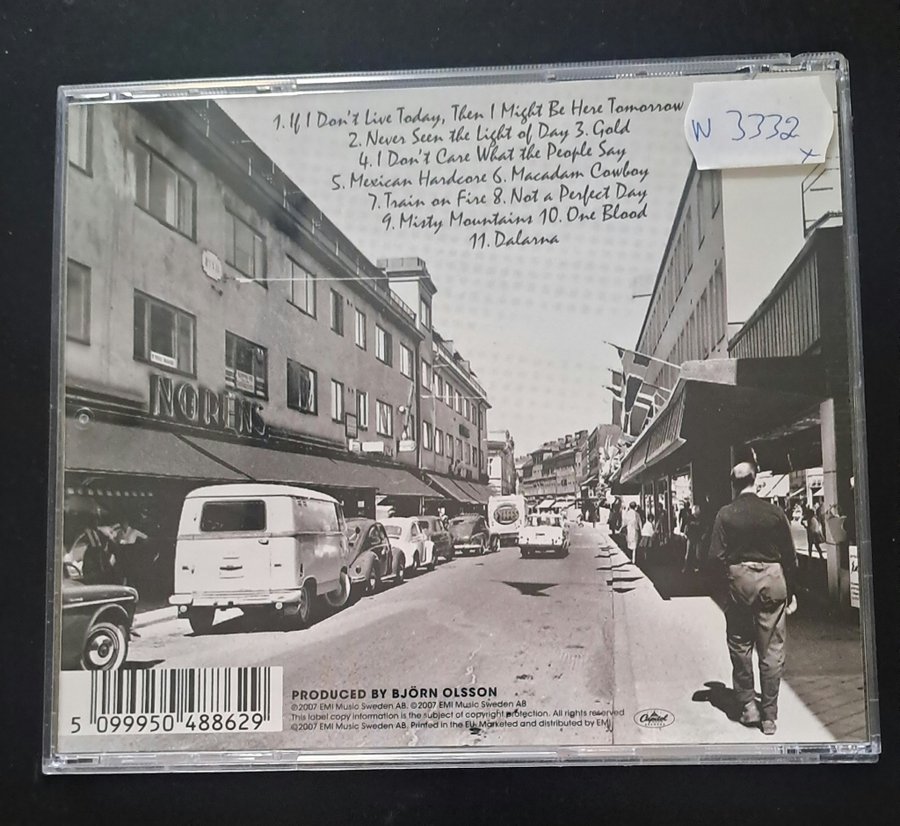 1. If I Don't Live Today, Then I Might Be Here Tomorrow
2. Never Seen the Light of Day 3. Gold
4. I Don't Care What the People Say
5. Mexican Hardcore 6. Macadam Cowboy
7. Train on Fire 8. Not a Perfect Day
9. Misty Mountains 10. One Blood
11. Dalarna
W 3332
x
NORÉNS
PRODUCED BY BJÖRN OLSSON
℗2007 EMI Music Sweden AB. ©2007 EMI Music Sweden AB
This label copy information is the subject of copyright protection. All rights reserved
©2007 EMI Music Sweden AB. Printed in the EU. Marketed and distributed by EMI
Capitol
5 099950 488629